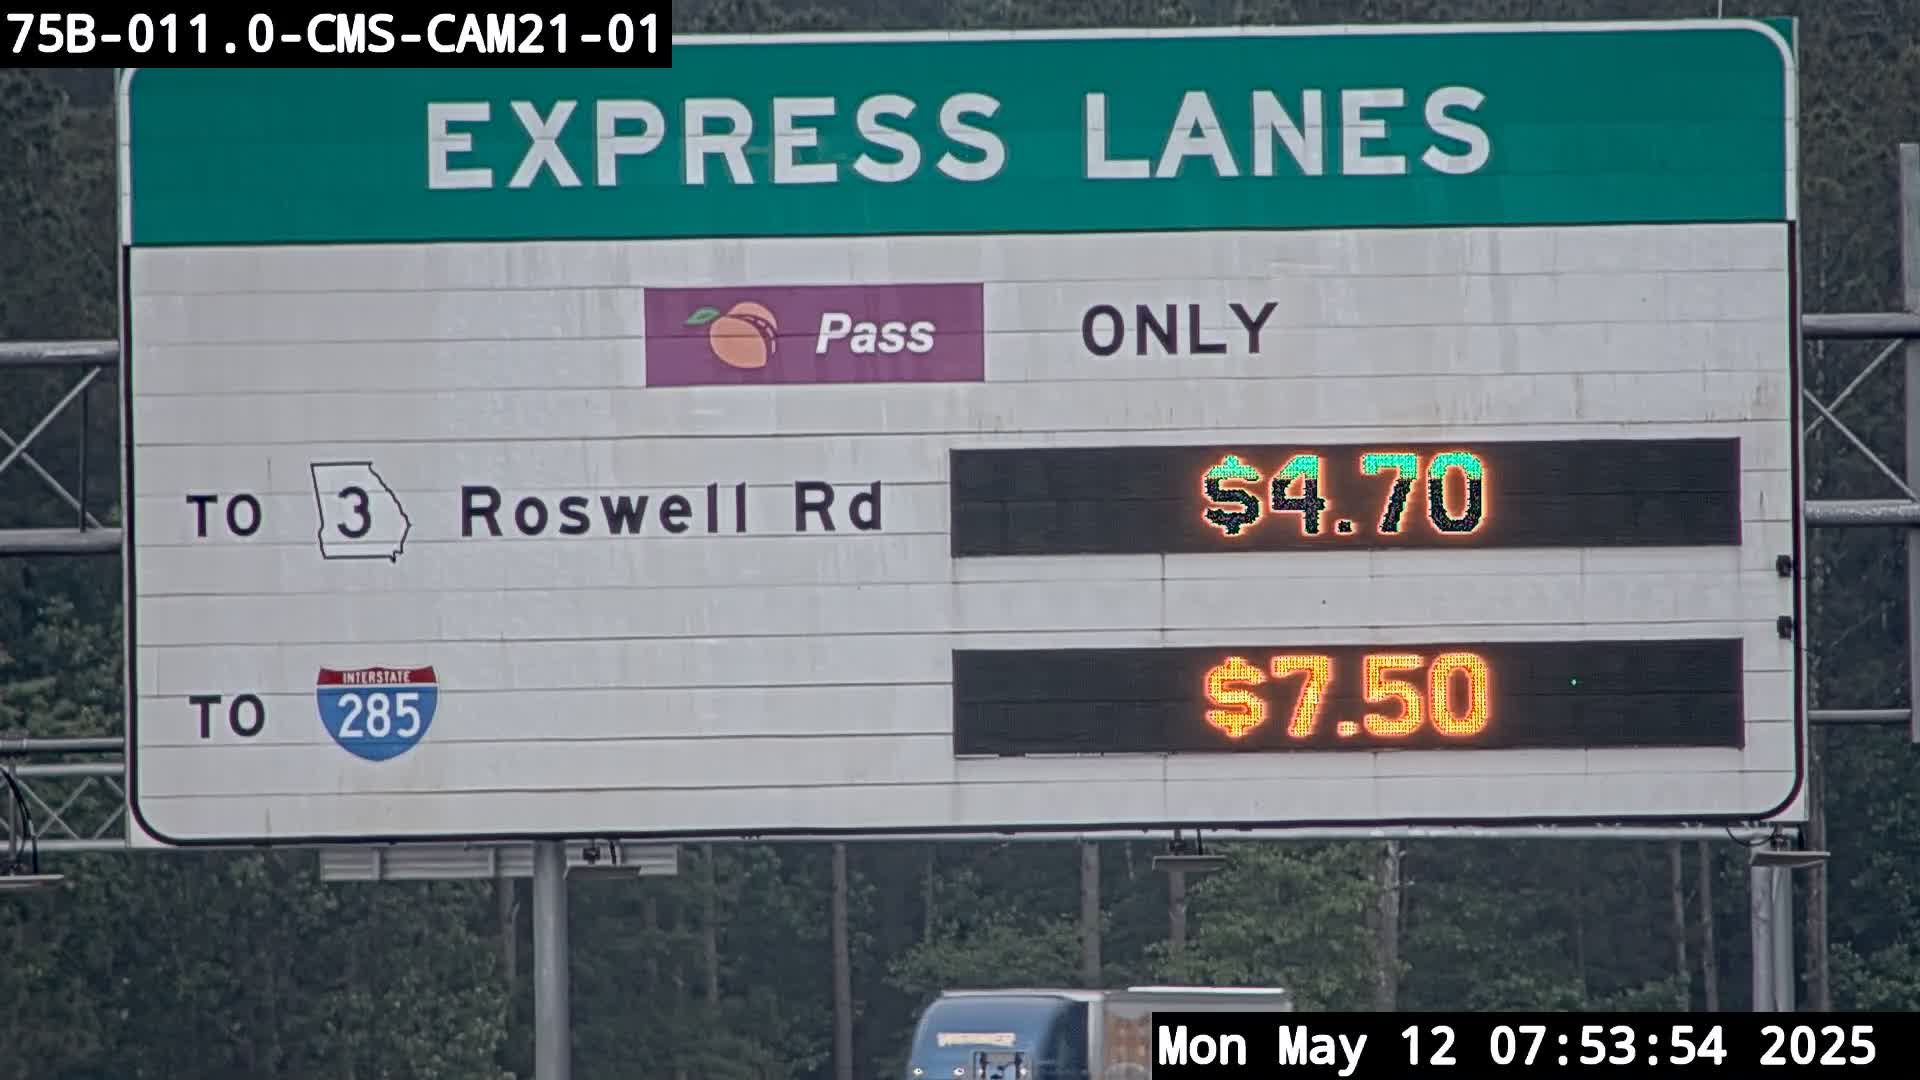 75B-011.0-CMS-CAM21-01
EXPRESS LANES
Pass ONLY
TO 3 Roswell Rd $4.70
TO INTERSTATE 285 $7.50
Mon May 12 07:53:54 2025